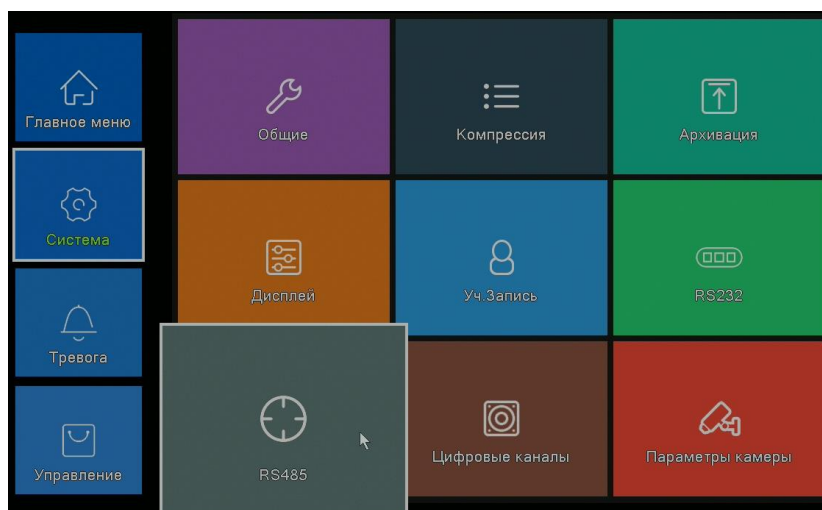 Главное меню
Система
Тревога
Управление
Общие
Компрессия
Архивация
Дисплей
Уч.Запись
RS232
RS485
Цифровые каналы
Параметры камеры